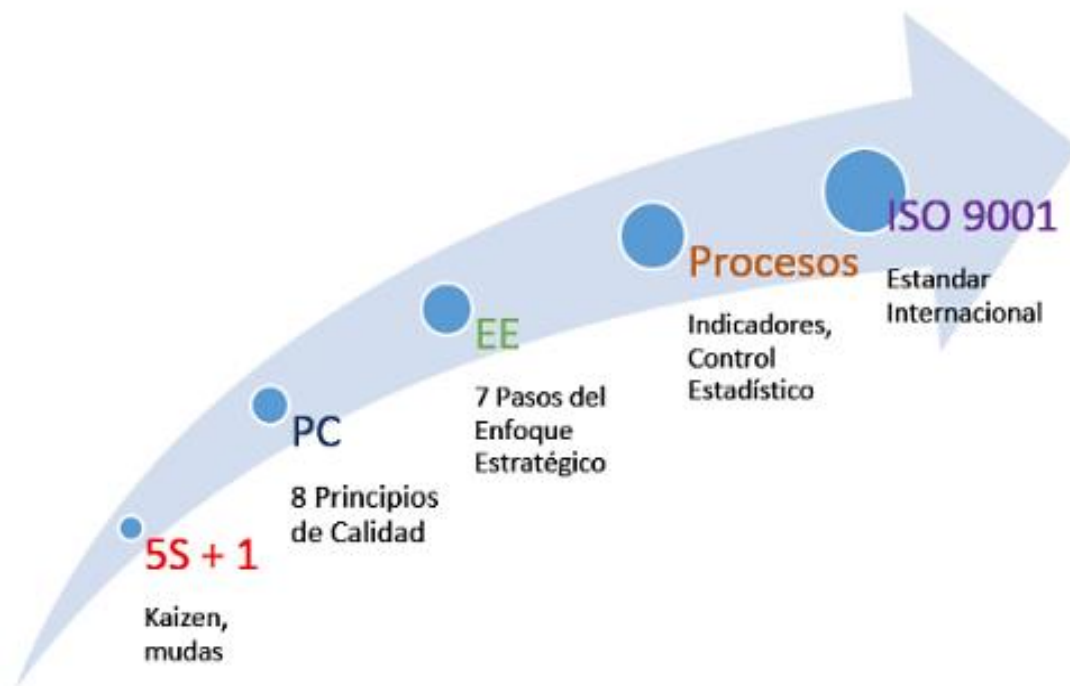 5S + 1
Kaizen,
mudas
PC
8 Principios
de Calidad
EE
7 Pasos del
Enfoque
Estratégico
Procesos
Indicadores,
Control
Estadístico
ISO 9001
Estandar
Internacional